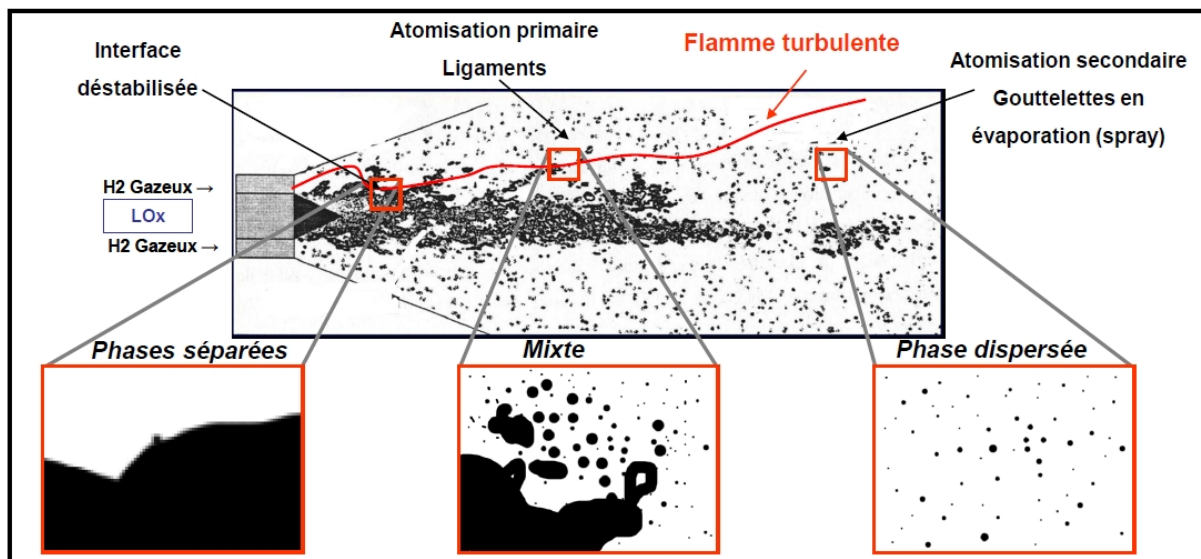 Interface
déstabilisée
Atomisation primaire
Ligaments
Flamme turbulente
Atomisation secondaire
Gouttelettes en
évaporation (spray)
H2 Gazeux →
LOx
H2 Gazeux →
Phases séparées
Mixte
Phase dispersée